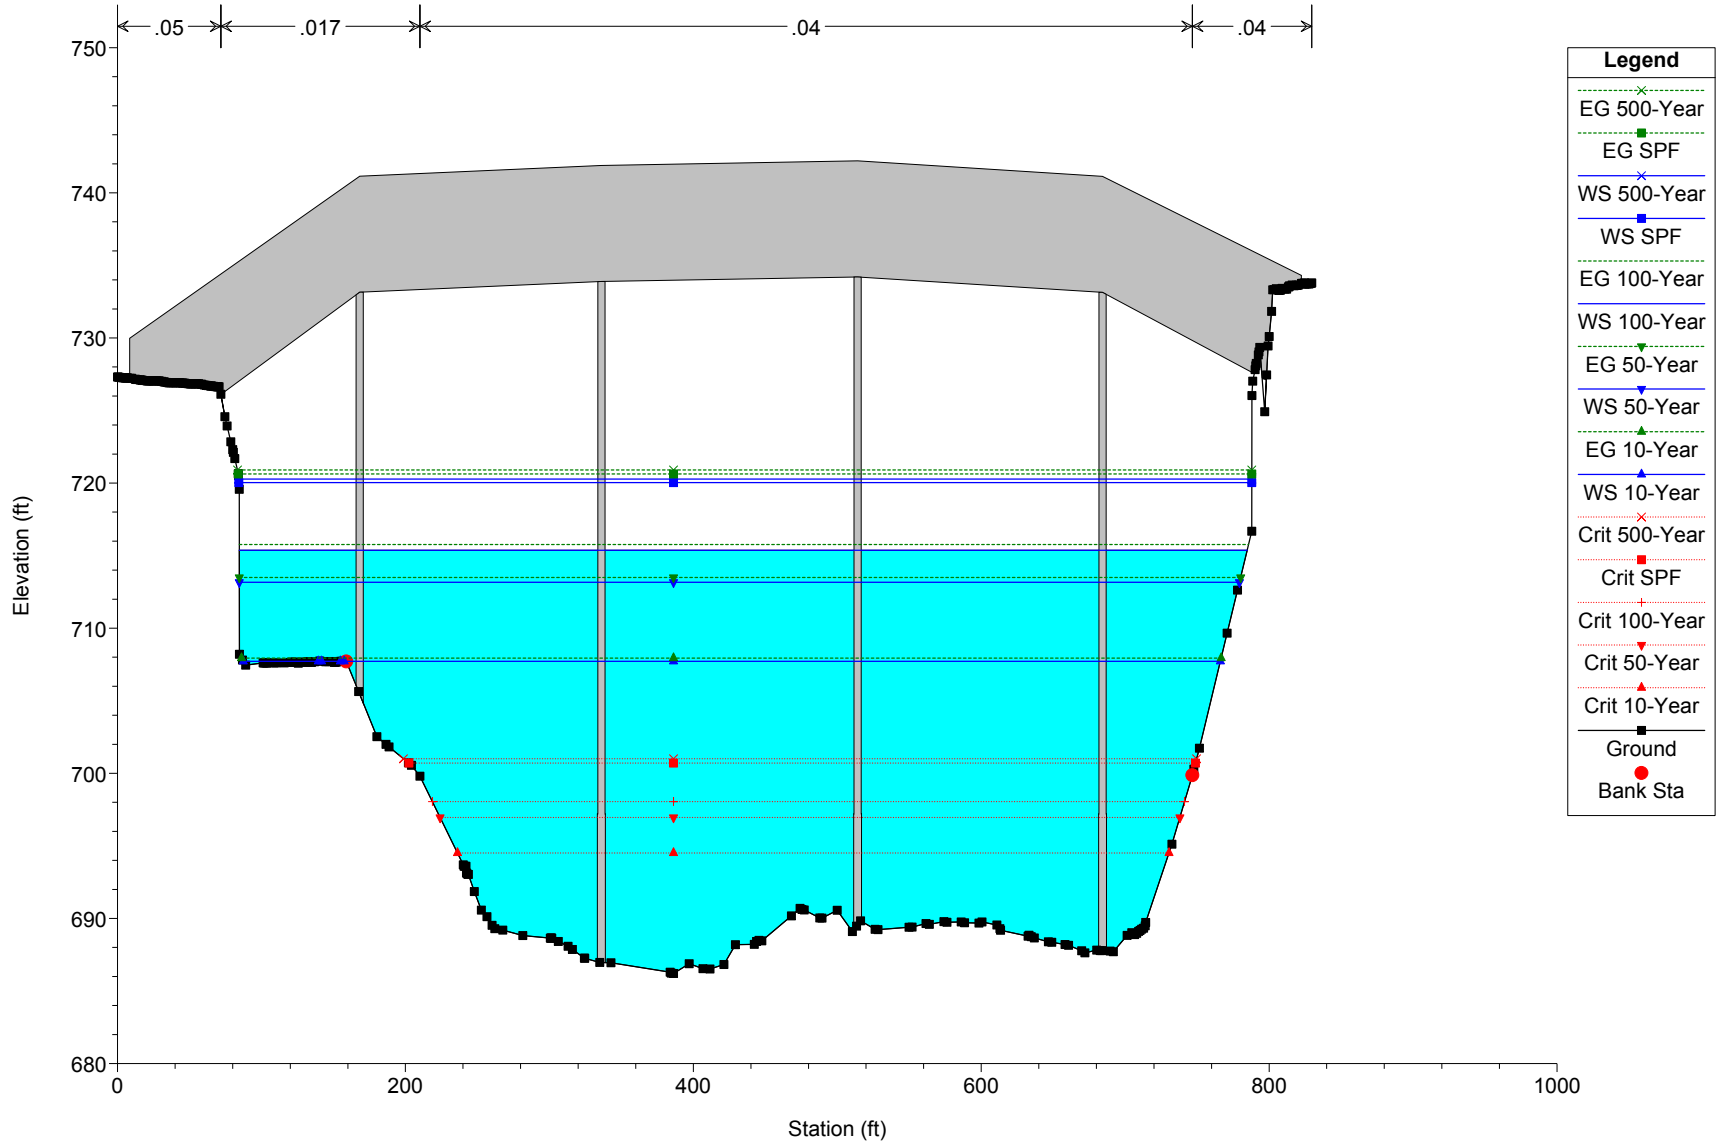 .05 .017 .04 .04
750
740
730
720
710
700
690
680
0 200 400 600 800 1000
Elevation (ft)
Station (ft)
Legend
EG 500-Year
EG SPF
WS 500-Year
WS SPF
EG 100-Year
WS 100-Year
EG 50-Year
WS 50-Year
EG 10-Year
WS 10-Year
Crit 500-Year
Crit SPF
Crit 100-Year
Crit 50-Year
Crit 10-Year
Ground
Bank Sta